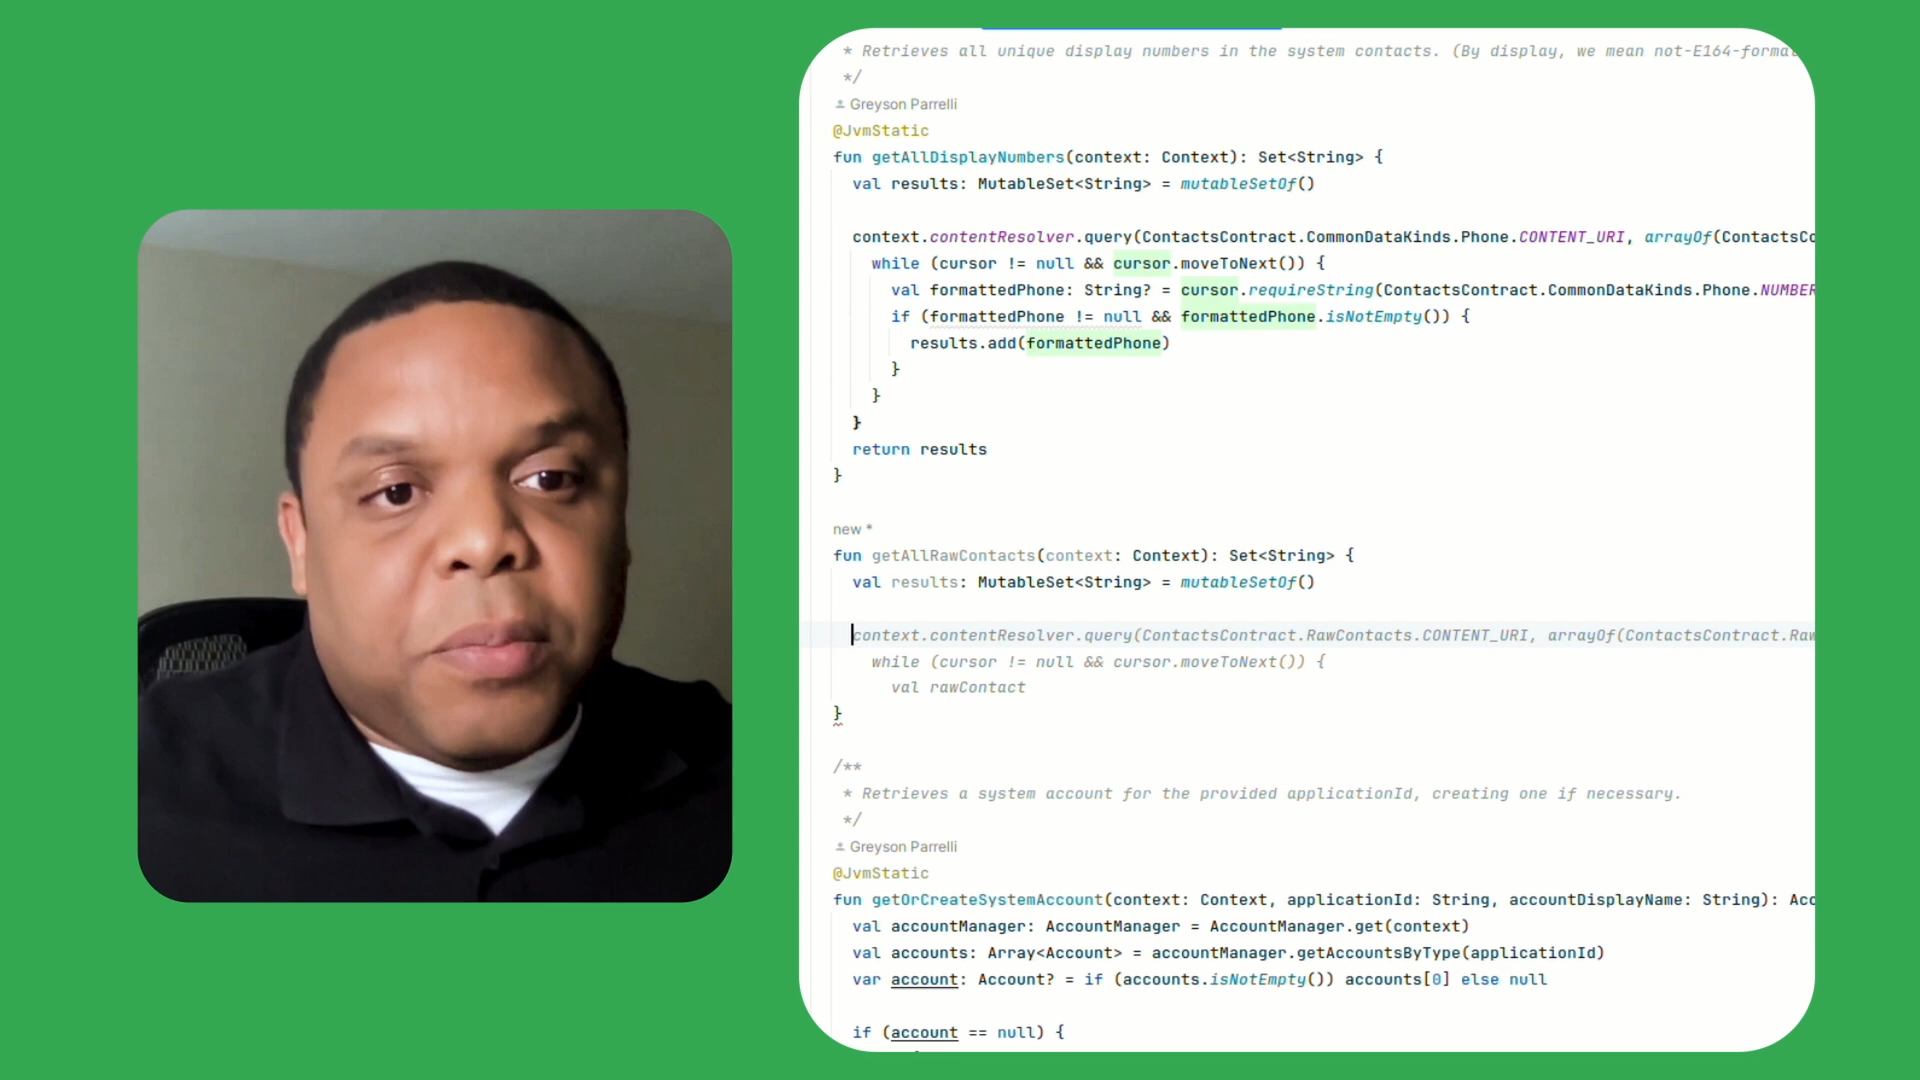 * Retrieves all unique display numbers in the system contacts. (By display, we mean not-E164-forma
*/
Greyson Parrelli
@JvmStatic
fun getAllDisplayNumbers(context: Context): Set<String> {
val results: MutableSet<String> = mutableSetOf()
context.contentResolver.query(ContactsContract.CommonDataKinds.Phone.CONTENT_URI, arrayOf(ContactsCo
while (cursor != null && cursor.moveToNext()) {
val formattedPhone: String? = cursor.requireString(ContactsContract.CommonDataKinds.Phone.NUMBER
if (formattedPhone != null && formattedPhone.isNotEmpty()) {
results.add(formattedPhone)
}
}
}
return results
}
new *
fun getAllRawContacts(context: Context): Set<String> {
val results: MutableSet<String> = mutableSetOf()
context.contentResolver.query(ContactsContract.RawContacts.CONTENT_URI, arrayOf(ContactsContract.Raw
while (cursor != null && cursor.moveToNext()) {
val rawContact
}
/**
* Retrieves a system account for the provided applicationId, creating one if necessary.
*/
Greyson Parrelli
@JvmStatic
fun getOrCreateSystemAccount(context: Context, applicationId: String, accountDisplayName: String): Acc
val accountManager: AccountManager = AccountManager.get(context)
val accounts: Array<Account> = accountManager.getAccountsByType(applicationId)
var account: Account? = if (accounts.isNotEmpty()) accounts[0] else null
if (account == null) {